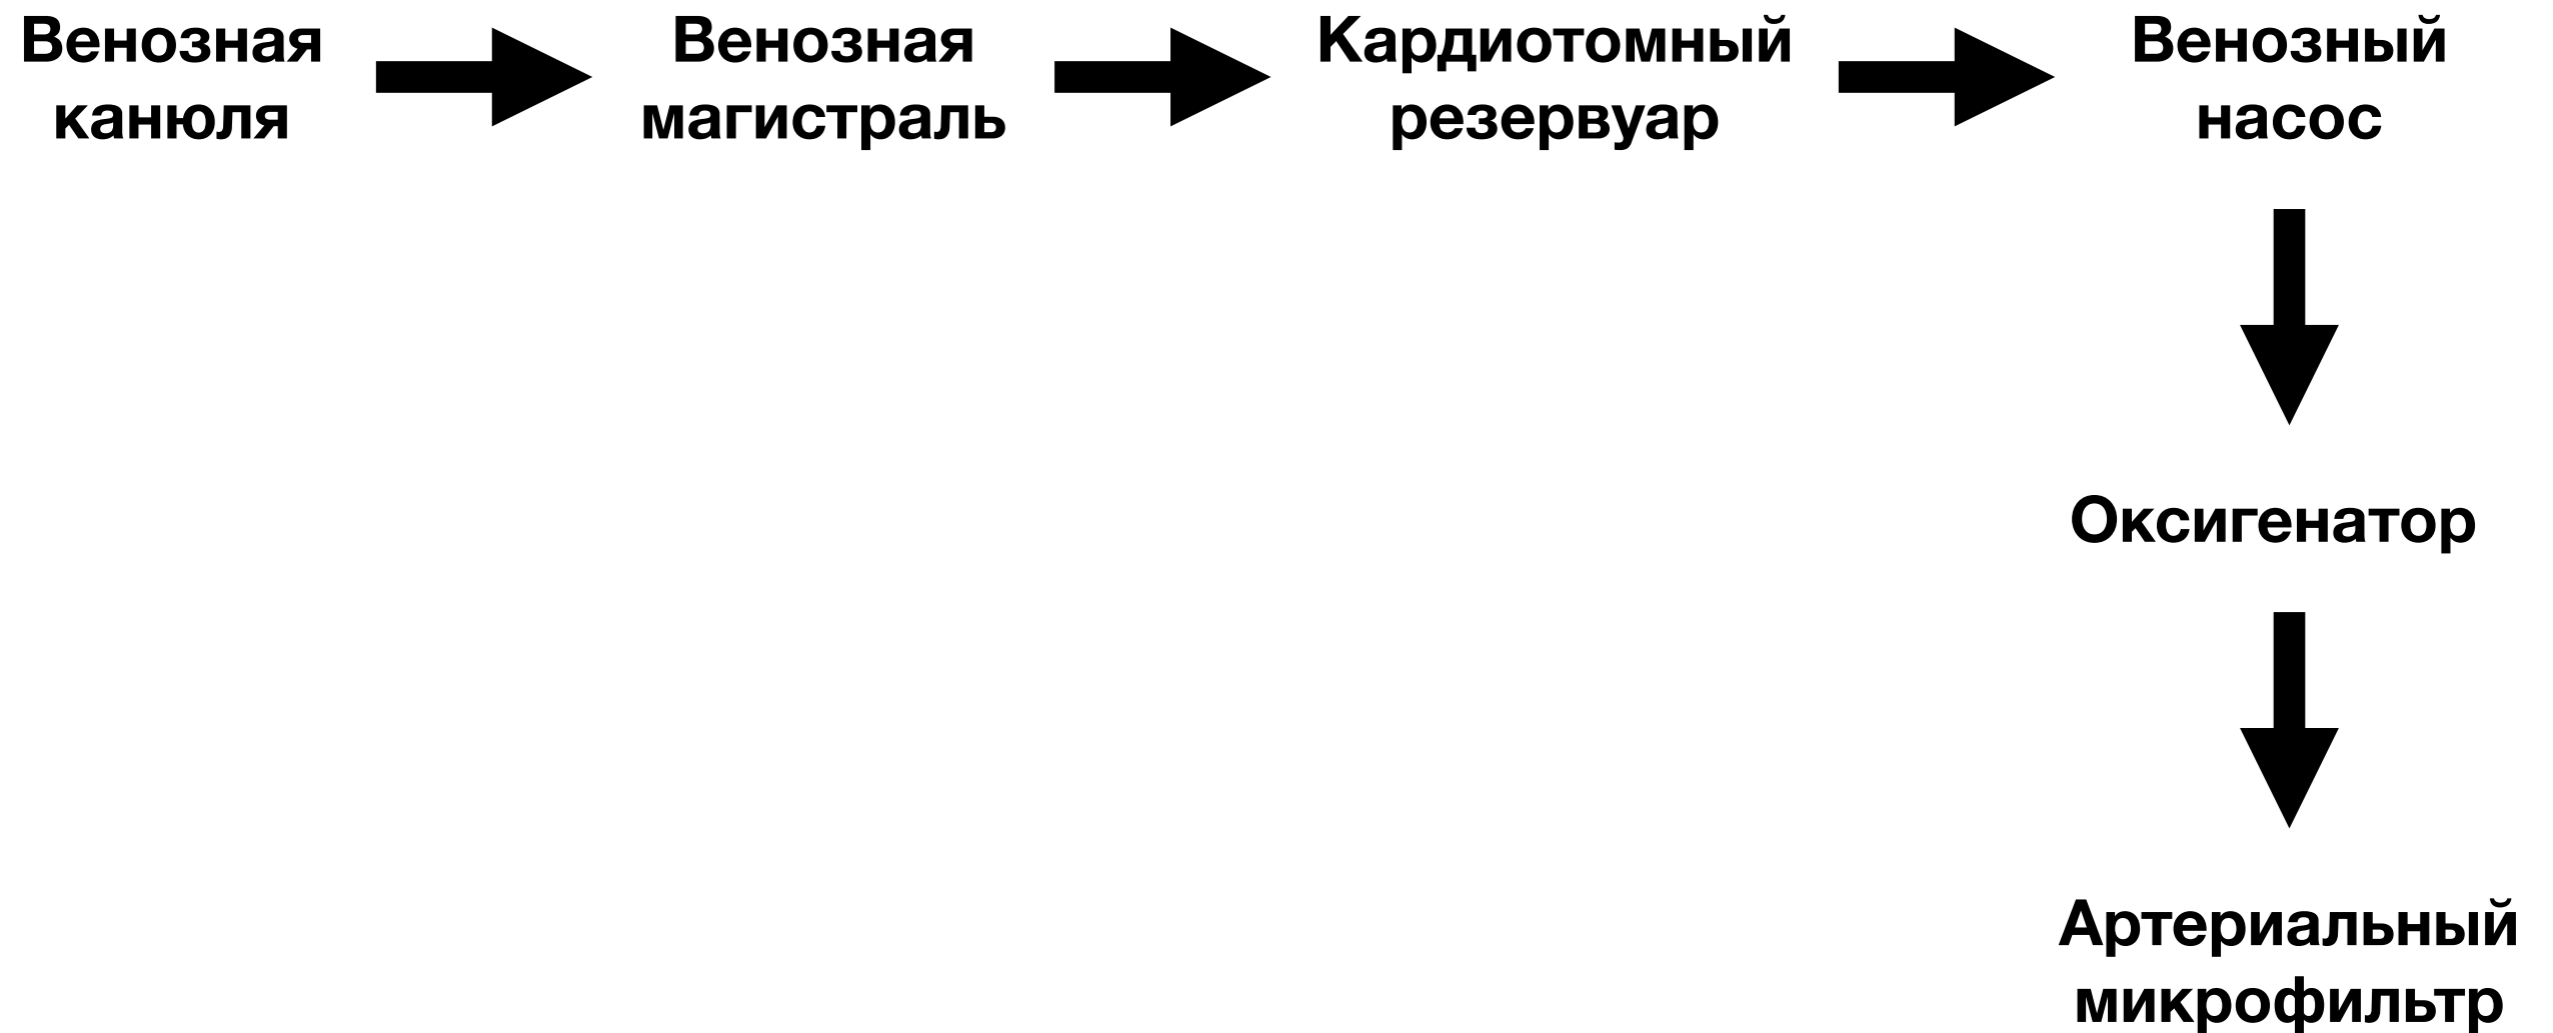 Венозная
канюля
Венозная
магистраль
Кардиотомный
резервуар
Венозный
насос
Оксигенатор
Артериальный
микрофильтр